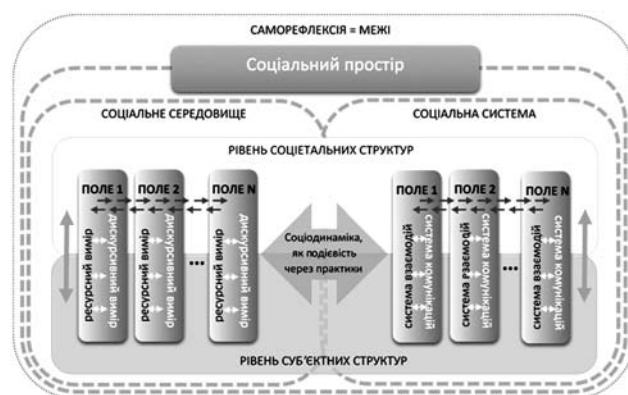 САМОРЕФЛЕКСІЯ = МЕЖІ
Соціальний простір
СОЦІАЛЬНЕ СЕРЕДОВИЩЕ
СОЦІАЛЬНА СИСТЕМА
РІВЕНЬ СОЦІЄТАЛЬНИХ СТРУКТУР
ПОЛЕ 1
ПОЛЕ 2
ПОЛЕ N
ресурсний вимір
дискурсивний вимір
ресурсний вимір
дискурсивний вимір
...
ресурсний вимір
дискурсивний вимір
Соціодинаміка,
як подієвість
через практики
ПОЛЕ 1
ПОЛЕ 2
ПОЛЕ N
система взаємодій
система комунікацій
система взаємодій
система комунікацій
...
система взаємодій
система комунікацій
РІВЕНЬ СУБ'ЄКТНИХ СТРУКТУР